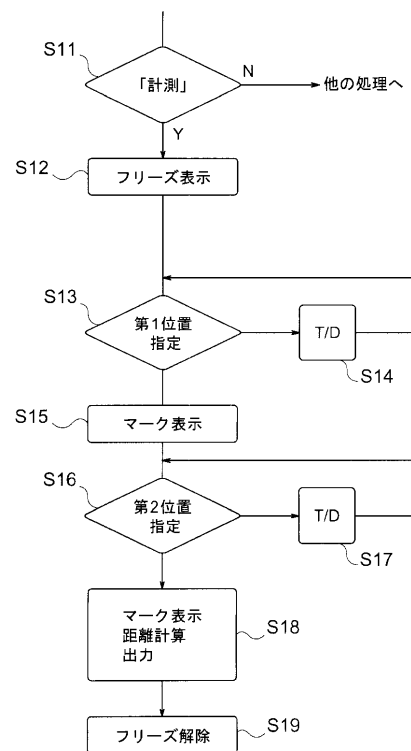 S11
「計測」
N
他の処理へ
Y
S12
フリーズ表示
S13
第1位置
指定
T/D
S14
S15
マーク表示
S16
第2位置
指定
T/D
S17
マーク表示
距離計算
出力
S18
フリーズ解除
S19